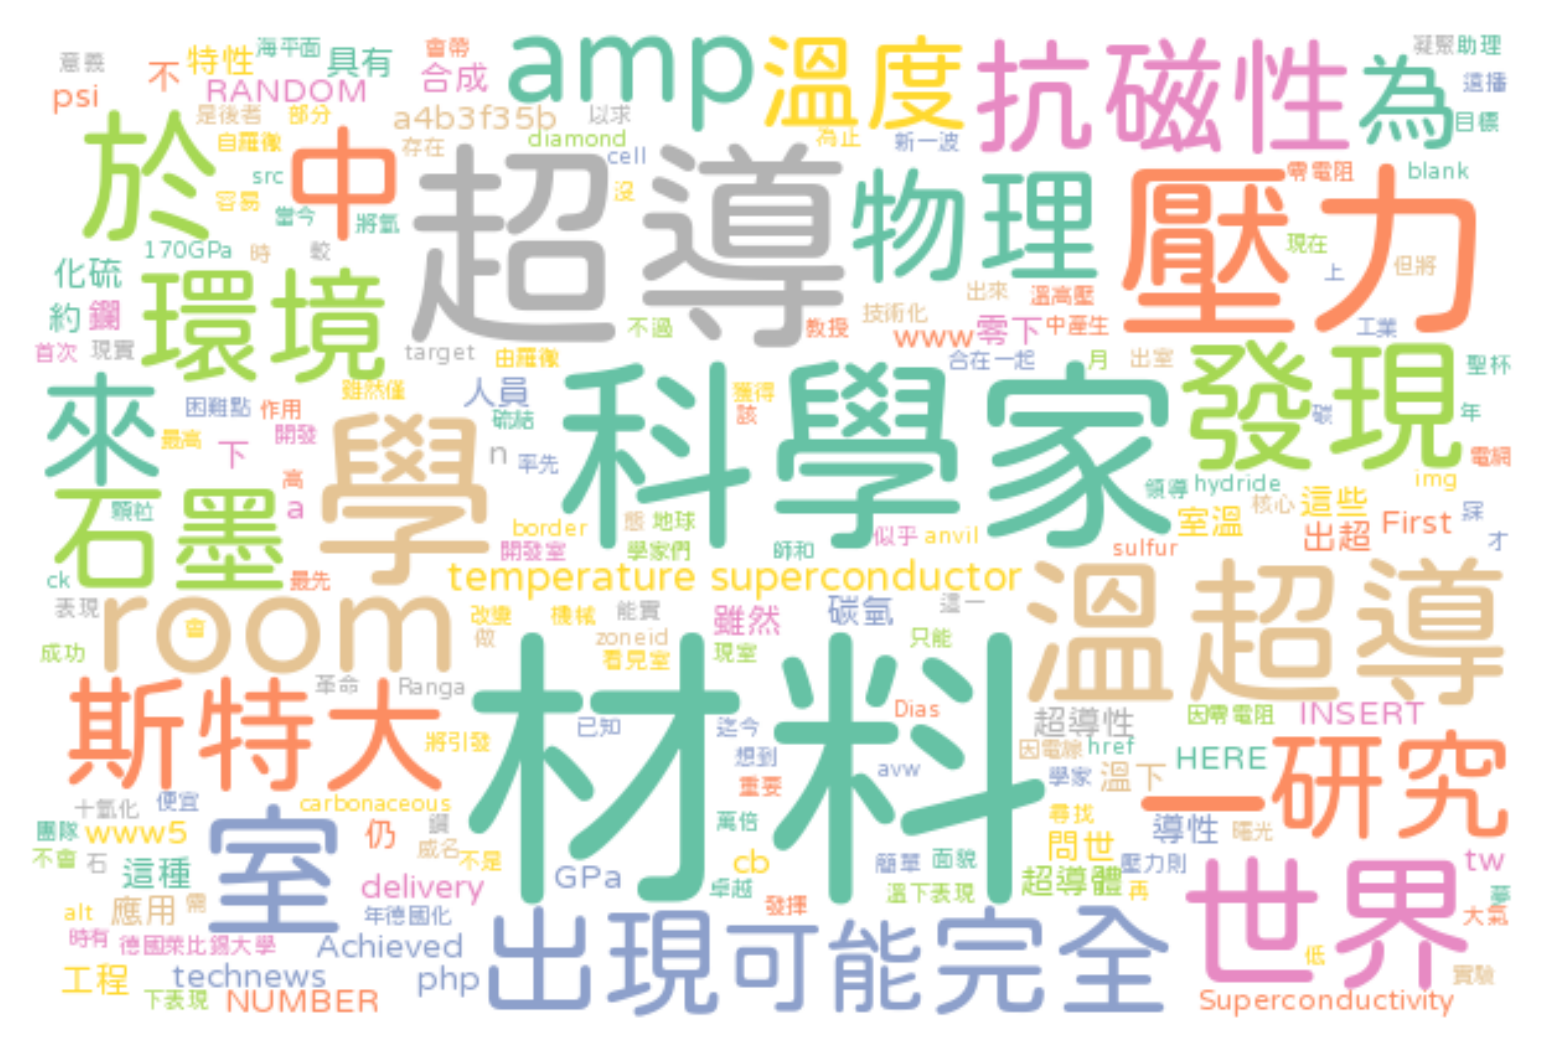 意義
psi
不
特性
海平面
具有
RANDOM
會帶
合成
amp
溫度
抗磁性
為
凝聚
助理
遠播
目標
是後者
部分
a4b3f35b
以求
diamond
cell
為止
新一波
自羅徹
存在
於
src
中
容易
當今
將氫
超導
沒
物理
壓力
零電阻
blank
現在
上
但將
170GPa
時
較
化硫
環境
約
鑭
首次
現實
target
由羅徹
不過
教授
技術化
出來
溫高壓
www
零下
中產生
工業
合在一起
月
出室
發現
聖杯
年
碳
電網
來
困難點
作用
雖然僅
人員
硫結
獲得
該
科學家
最高
下
開發
學
n
率先
高
a
石墨
顆粒
border
態
地球
開發室
學家們
師和
似乎
anvil
領導
hydride
核心
這些
img
室溫
First
sulfur
出超
才
ck
最先
temperature superconductor
表現
room
會
改變
機械
能實
做
zoneid
雖然
碳氫
這一
看見室
現室
只能
溫超導
成功
革命
Ranga
斯特大
將引發
材料
已知
迄今
想到
重要
萬倍
Dias
avw
超導性
因零電阻
INSERT
因電線
href
學家
溫下
HERE
一
研究
十氫化
便宜
carbonaceous
團隊
www5
不會
石
這種
室
仍
威名
不是
尋找
導性
曙光
問世
cb
簡單
面貌
壓力則
GPa
卓越
溫下表現
超導體
再
tw
世界
夢
大氣
delivery
發揮
alt
應用
需
年德國化
時有
德國萊比錫大學
Achieved
出現
可能
完全
低
實驗
工程
technews
php
下表現
NUMBER
Superconductivity